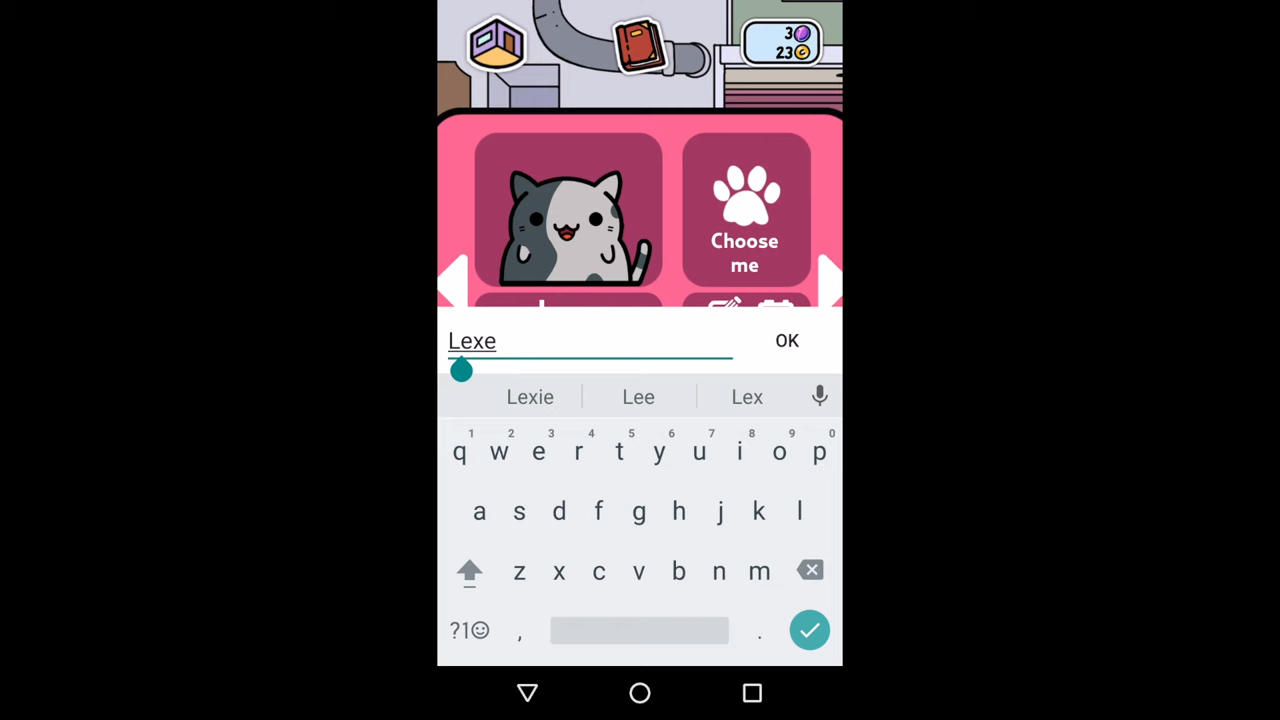 3
23
Choose
me
Lexe
OK
Lexie Lee Lex
1 2 3 4 5 6 7 8 9 0
q w e r t y u i o p
a s d f g h j k l
z x c v b n m
?1☺ , .